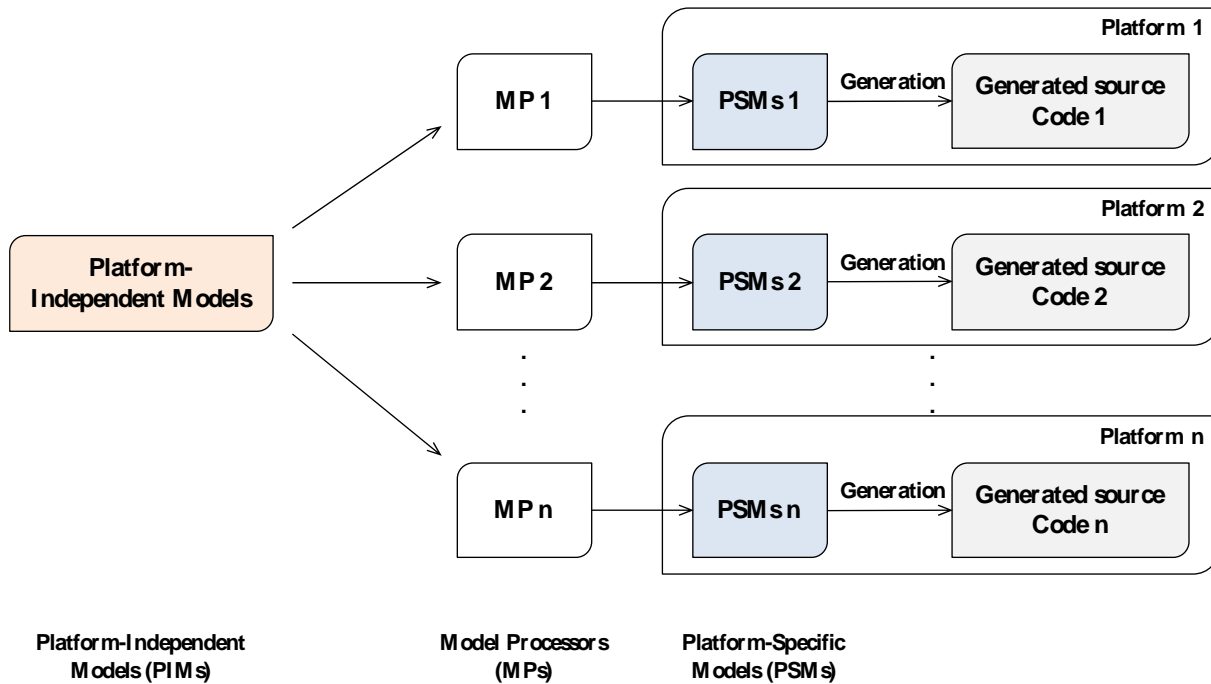 Platform 1
MP 1
PSMs 1
Generation
Generated source
Code 1
Platform 2
Platform-
Independent Models
MP 2
PSMs 2
Generation
Generated source
Code 2
.
.
.
.
.
.
Platform n
MP n
PSMs n
Generation
Generated source
Code n
Platform-Independent
Models (PIMs)
Model Processors
(MPs)
Platform-Specific
Models (PSMs)